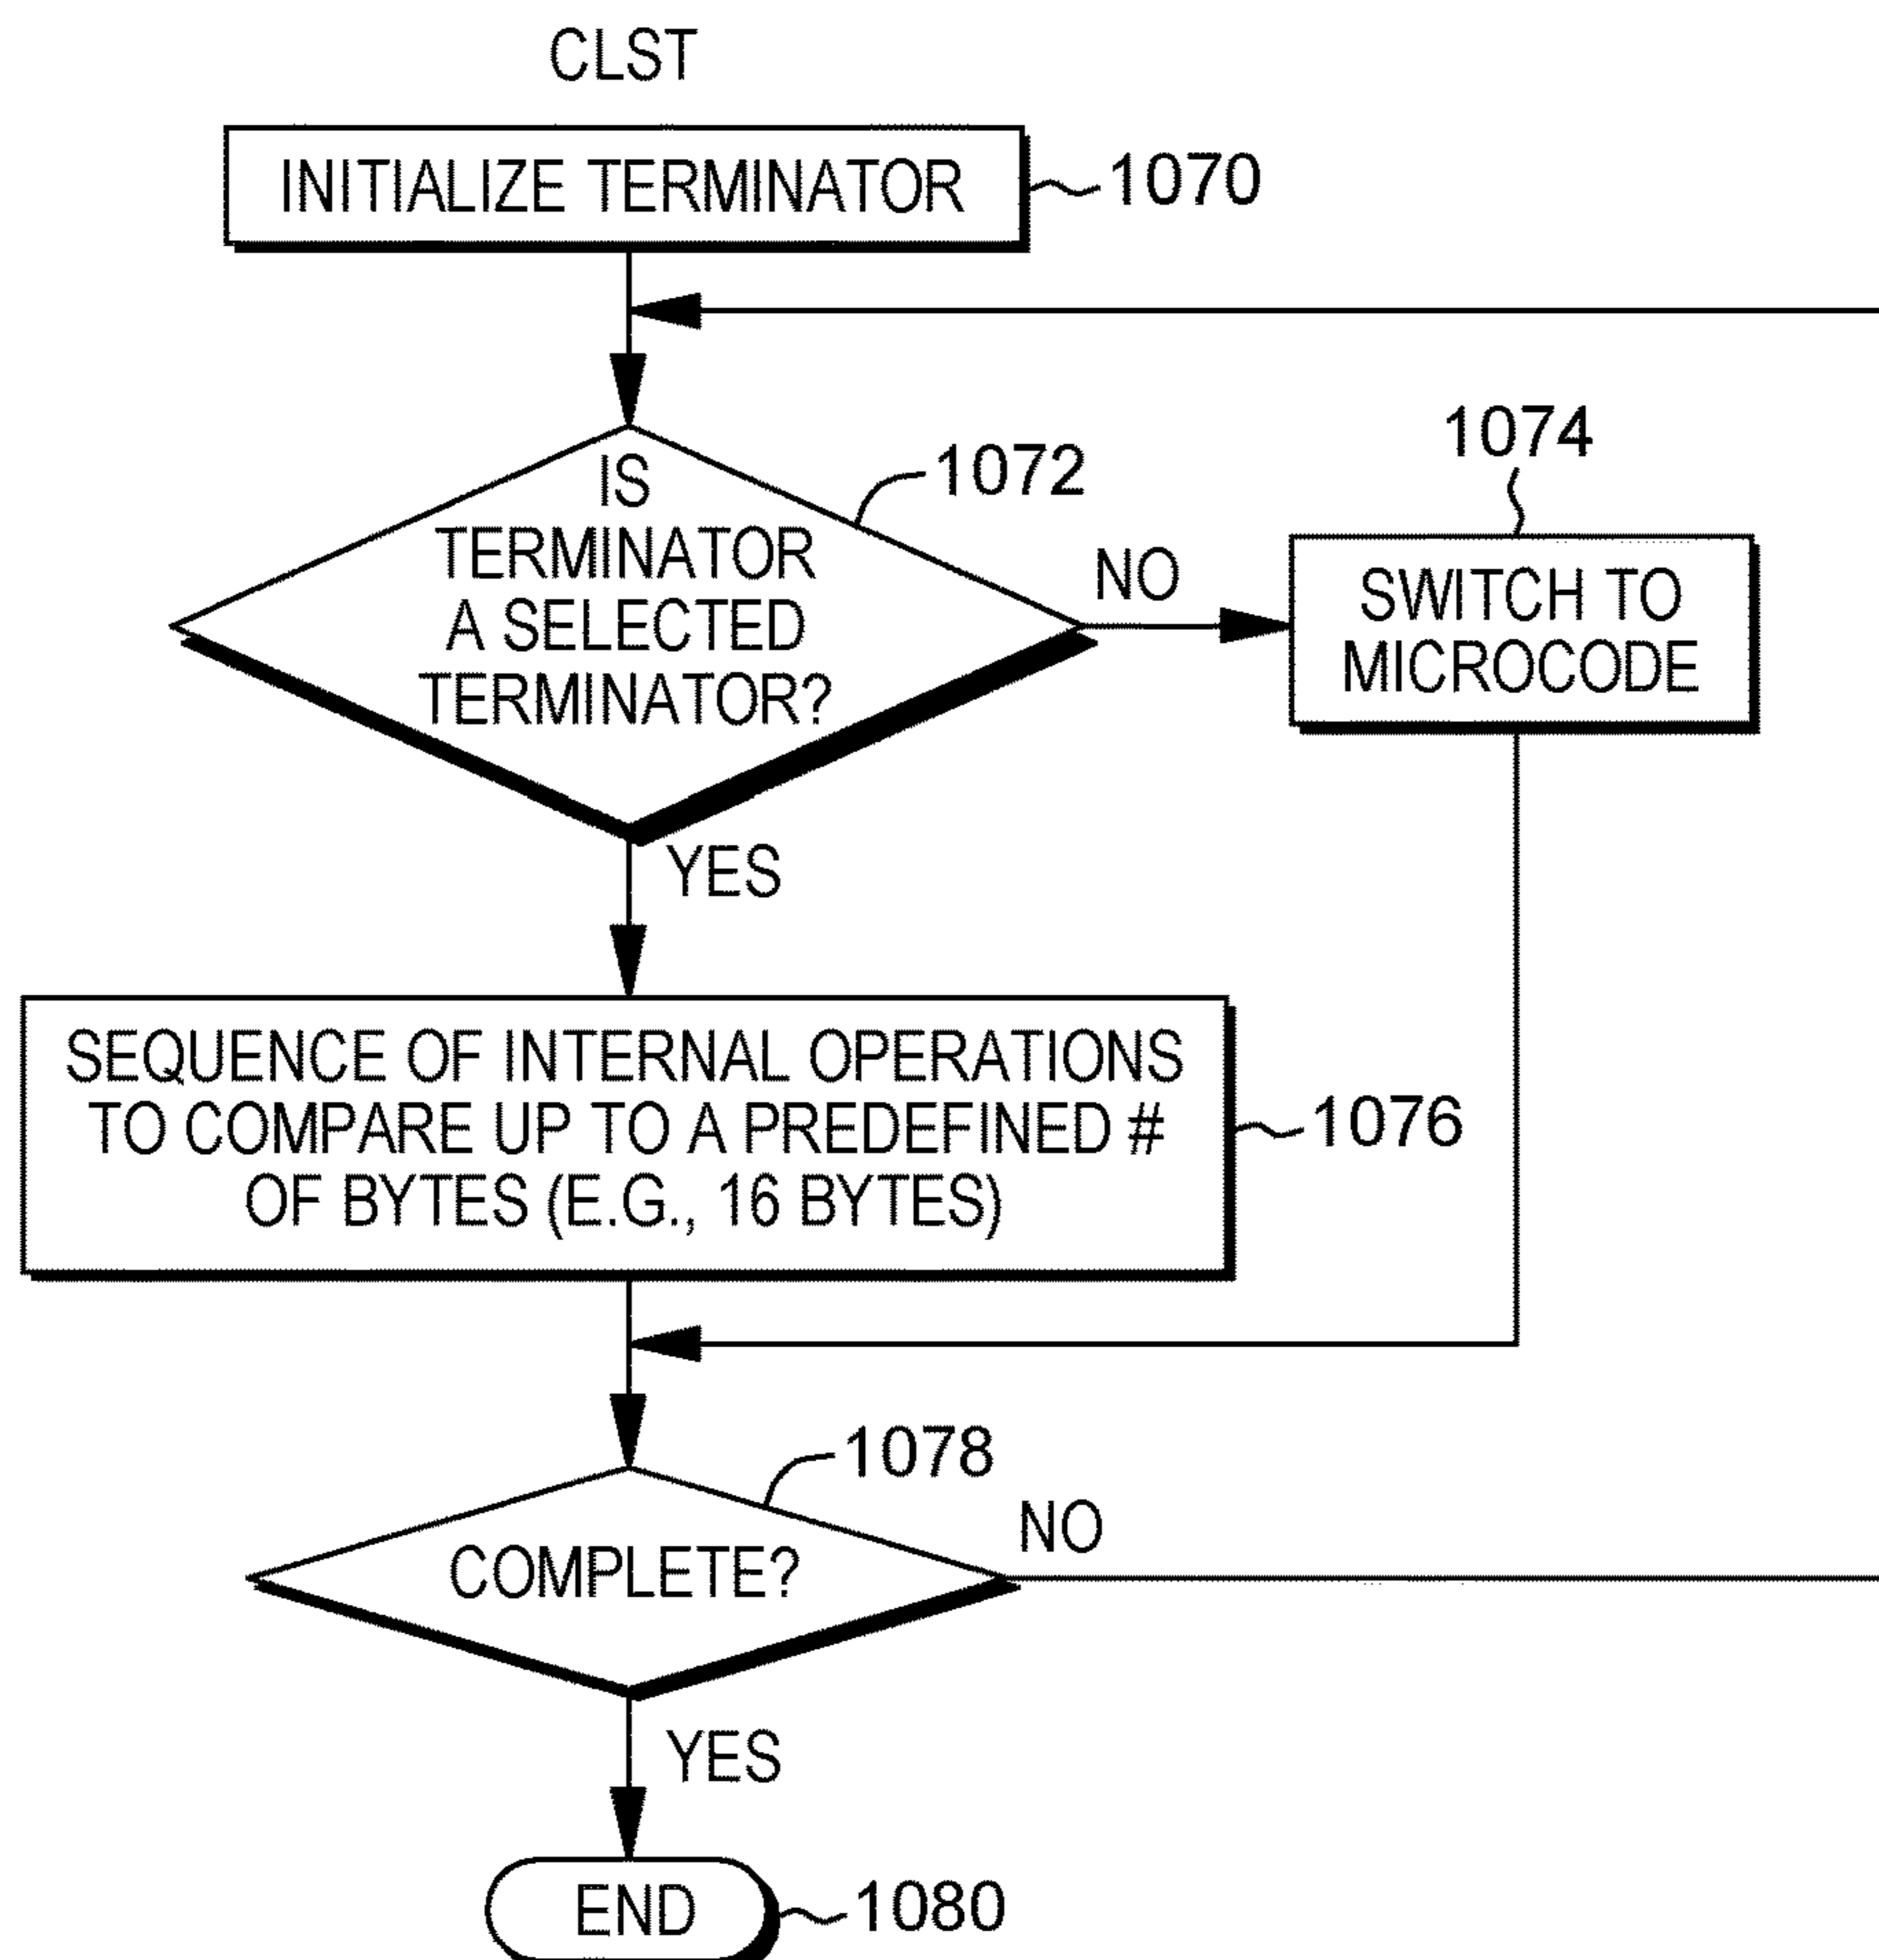 CLST
INITIALIZE TERMINATOR
1070
IS
TERMINATOR
A SELECTED
TERMINATOR?
1072
NO
1074
SWITCH TO
MICROCODE
YES
SEQUENCE OF INTERNAL OPERATIONS
TO COMPARE UP TO A PREDEFINED #
OF BYTES (E.G., 16 BYTES)
1076
1078
COMPLETE?
NO
YES
END
1080